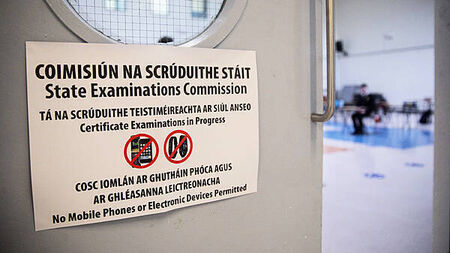 COIMISIÚN NA SCRÚDUITHE STÁIT
State Examinations Commission
TÁ NA SCRÚDUITHE TEISTIMÉIREACHTA AR SIÚL ANSEO
Certificate Examinations in Progress
COSC IOMLÁN AR GHUTHÁIN PHÓCA AGUS
AR GHLÉASANNA LEICTREONACHA
No Mobile Phones or Electronic Devices Permitted